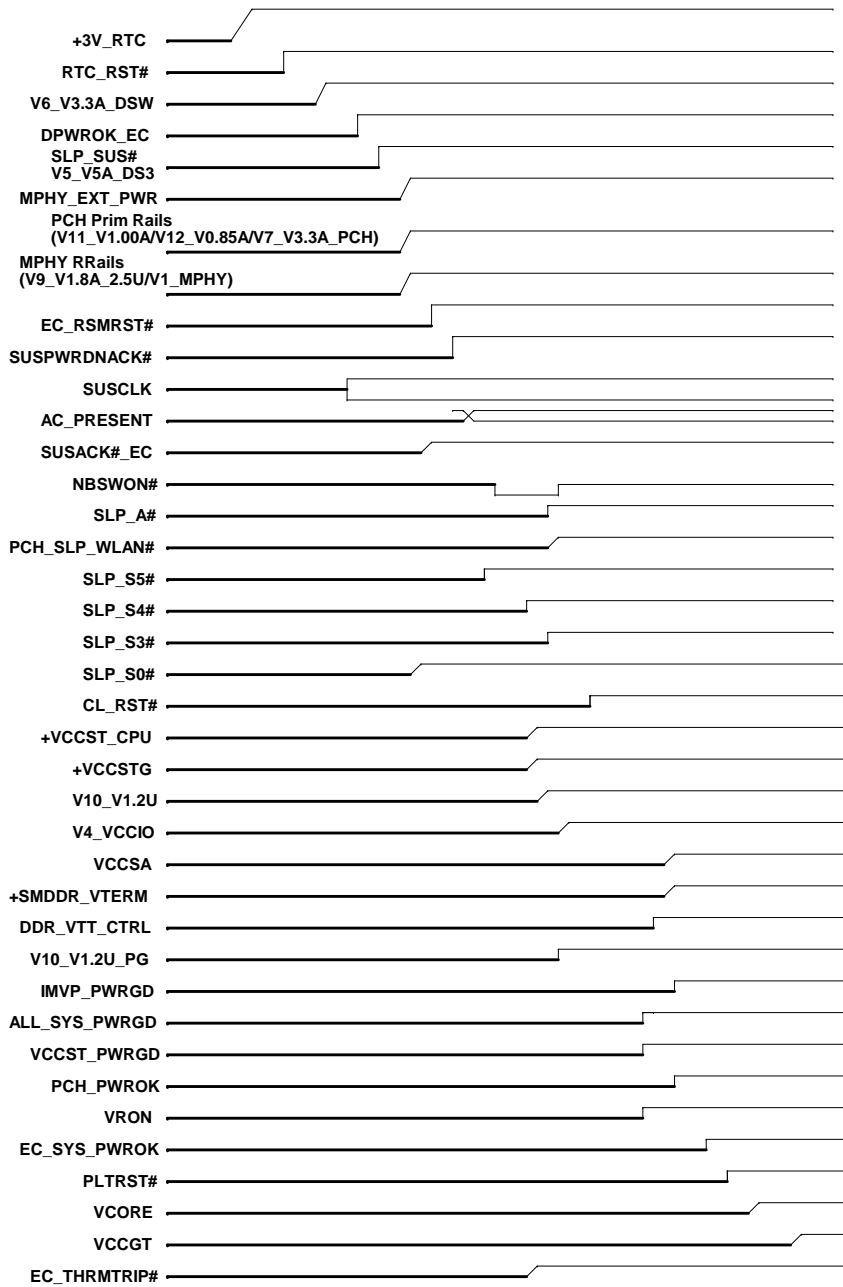 +3V_RTC
RTC_RST#
V6_V3.3A_DSW
DPWROK_EC
SLP_SUS#
V5_V5A_DS3
MPHY_EXT_PWR
PCH Prim Rails
(V11_V1.00A/V12_V0.85A/V7_V3.3A_PCH)
MPHY RRails
(V9_V1.8A_2.5U/V1_MPHY)
EC_RSMRST#
SUSPWRDNACK#
SUSCLK
AC_PRESENT
SUSACK#_EC
NBSWON#
SLP_A#
PCH_SLP_WLAN#
SLP_S5#
SLP_S4#
SLP_S3#
SLP_S0#
CL_RST#
+VCCST_CPU
+VCCSTG
V10_V1.2U
V4_VCCIO
VCCSA
+SMDDR_VTERM
DDR_VTT_CTRL
V10_V1.2U_PG
IMVP_PWRGD
ALL_SYS_PWRGD
VCCST_PWRGD
PCH_PWROK
VRON
EC_SYS_PWROK
PLTRST#
VCORE
VCCGT
EC_THRMTRIP#